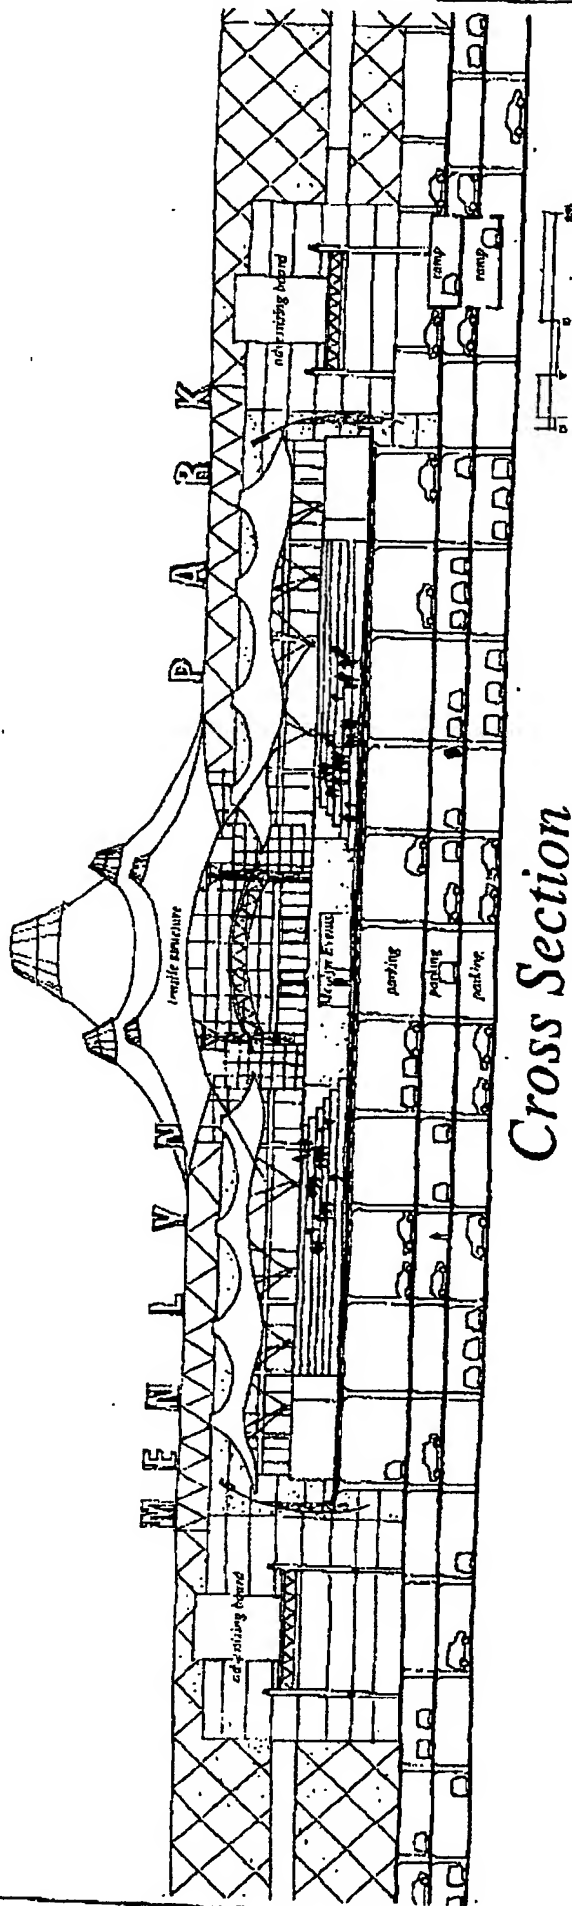 MENLYN PARK
advertising board
tensile structure
advertising board
parking
parking
parking
ramp
ramp
Cross Section